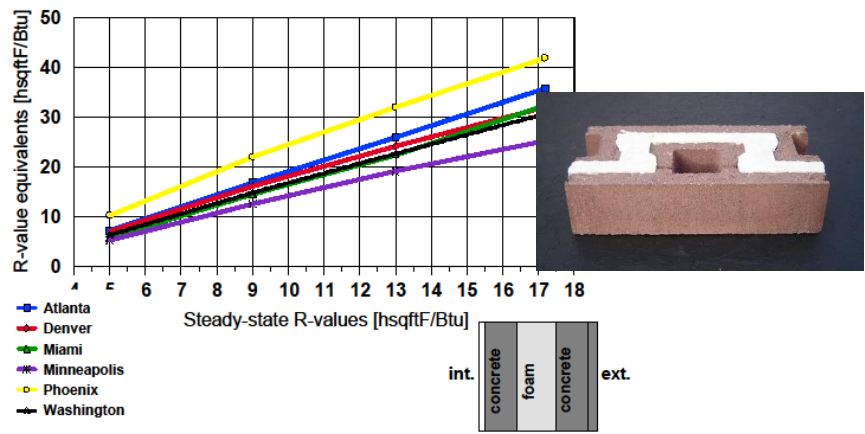 R-value equivalents [hsqftF/Btu]
50
40
30
20
10
0
4 5 6 7 8 9 10 11 12 13 14 15 16 17 18
Steady-state R-values [hsqftF/Btu]
Atlanta
Denver
Miami
Minneapolis
Phoenix
Washington
int.
concrete
foam
concrete
ext.